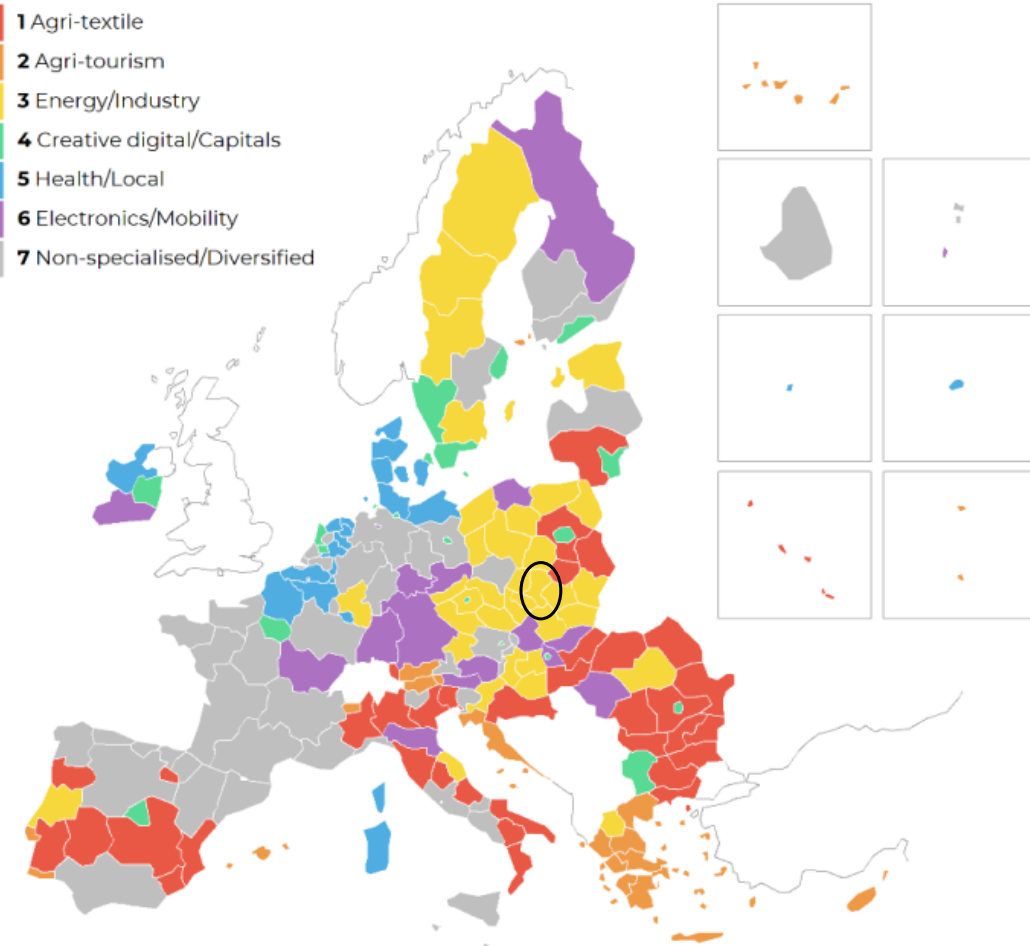 1 Agri-textile
2 Agri-tourism
3 Energy/Industry
4 Creative digital/Capitals
5 Health/Local
6 Electronics/Mobility
7 Non-specialised/Diversified